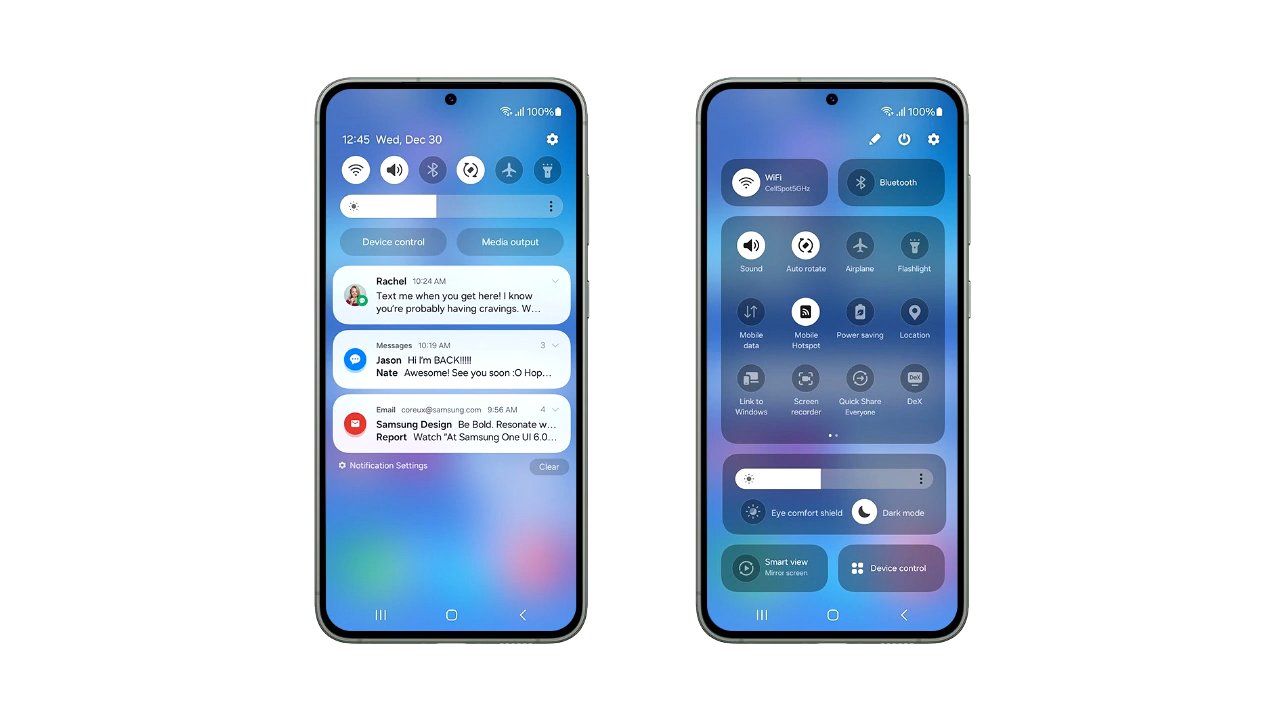 100%
12:45 Wed, Dec 30
Device control
Media output
Rachel 10:24 AM
Text me when you get here! I know
you're probably having cravings. W...
Messages 10:19 AM 3
Jason Hi I'm BACK!!!!!
Nate Awesome! See you soon :O Hop...
Email coreux@samsung.com 9:56 AM 4
Samsung Design Be Bold. Resonate w...
Report Watch "At Samsung One UI 6.0...
Notification Settings
Clear
100%
WiFi
CellSpot5GHz
Bluetooth
Sound
Auto rotate
Airplane
Flashlight
Mobile
data
Mobile
Hotspot
Power saving
Location
Link to
Windows
Screen
recorder
Quick Share
Everyone
DeX
DeX
Eye comfort shield
Dark mode
Smart view
Mirror screen
Device control